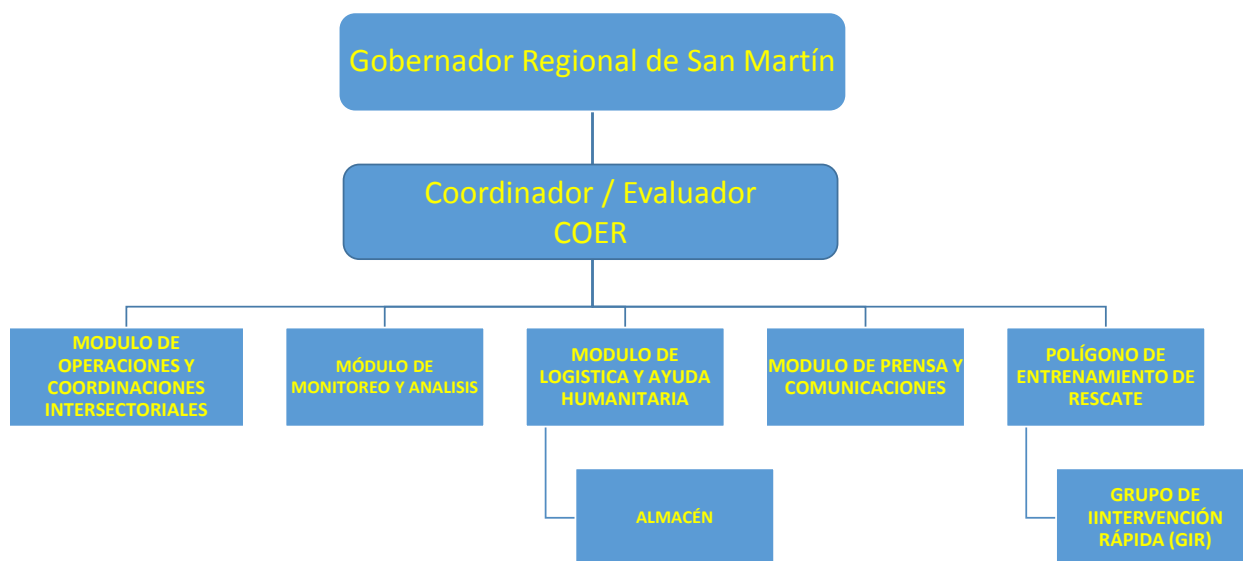 Gobernador Regional de San Martín
Coordinador / Evaluador
COER
MODULO DE
OPERACIONES Y
COORDINACIONES
INTERSECTORIALES
MÓDULO DE
MONITOREO Y ANALISIS
MODULO DE
LOGISTICA Y AYUDA
HUMANITARIA
MODULO DE PRENSA Y
COMUNICACIONES
POLÍGONO DE
ENTRENAMIENTO DE
RESCATE
ALMACÉN
GRUPO DE
IINTERVENCIÓN
RÁPIDA (GIR)